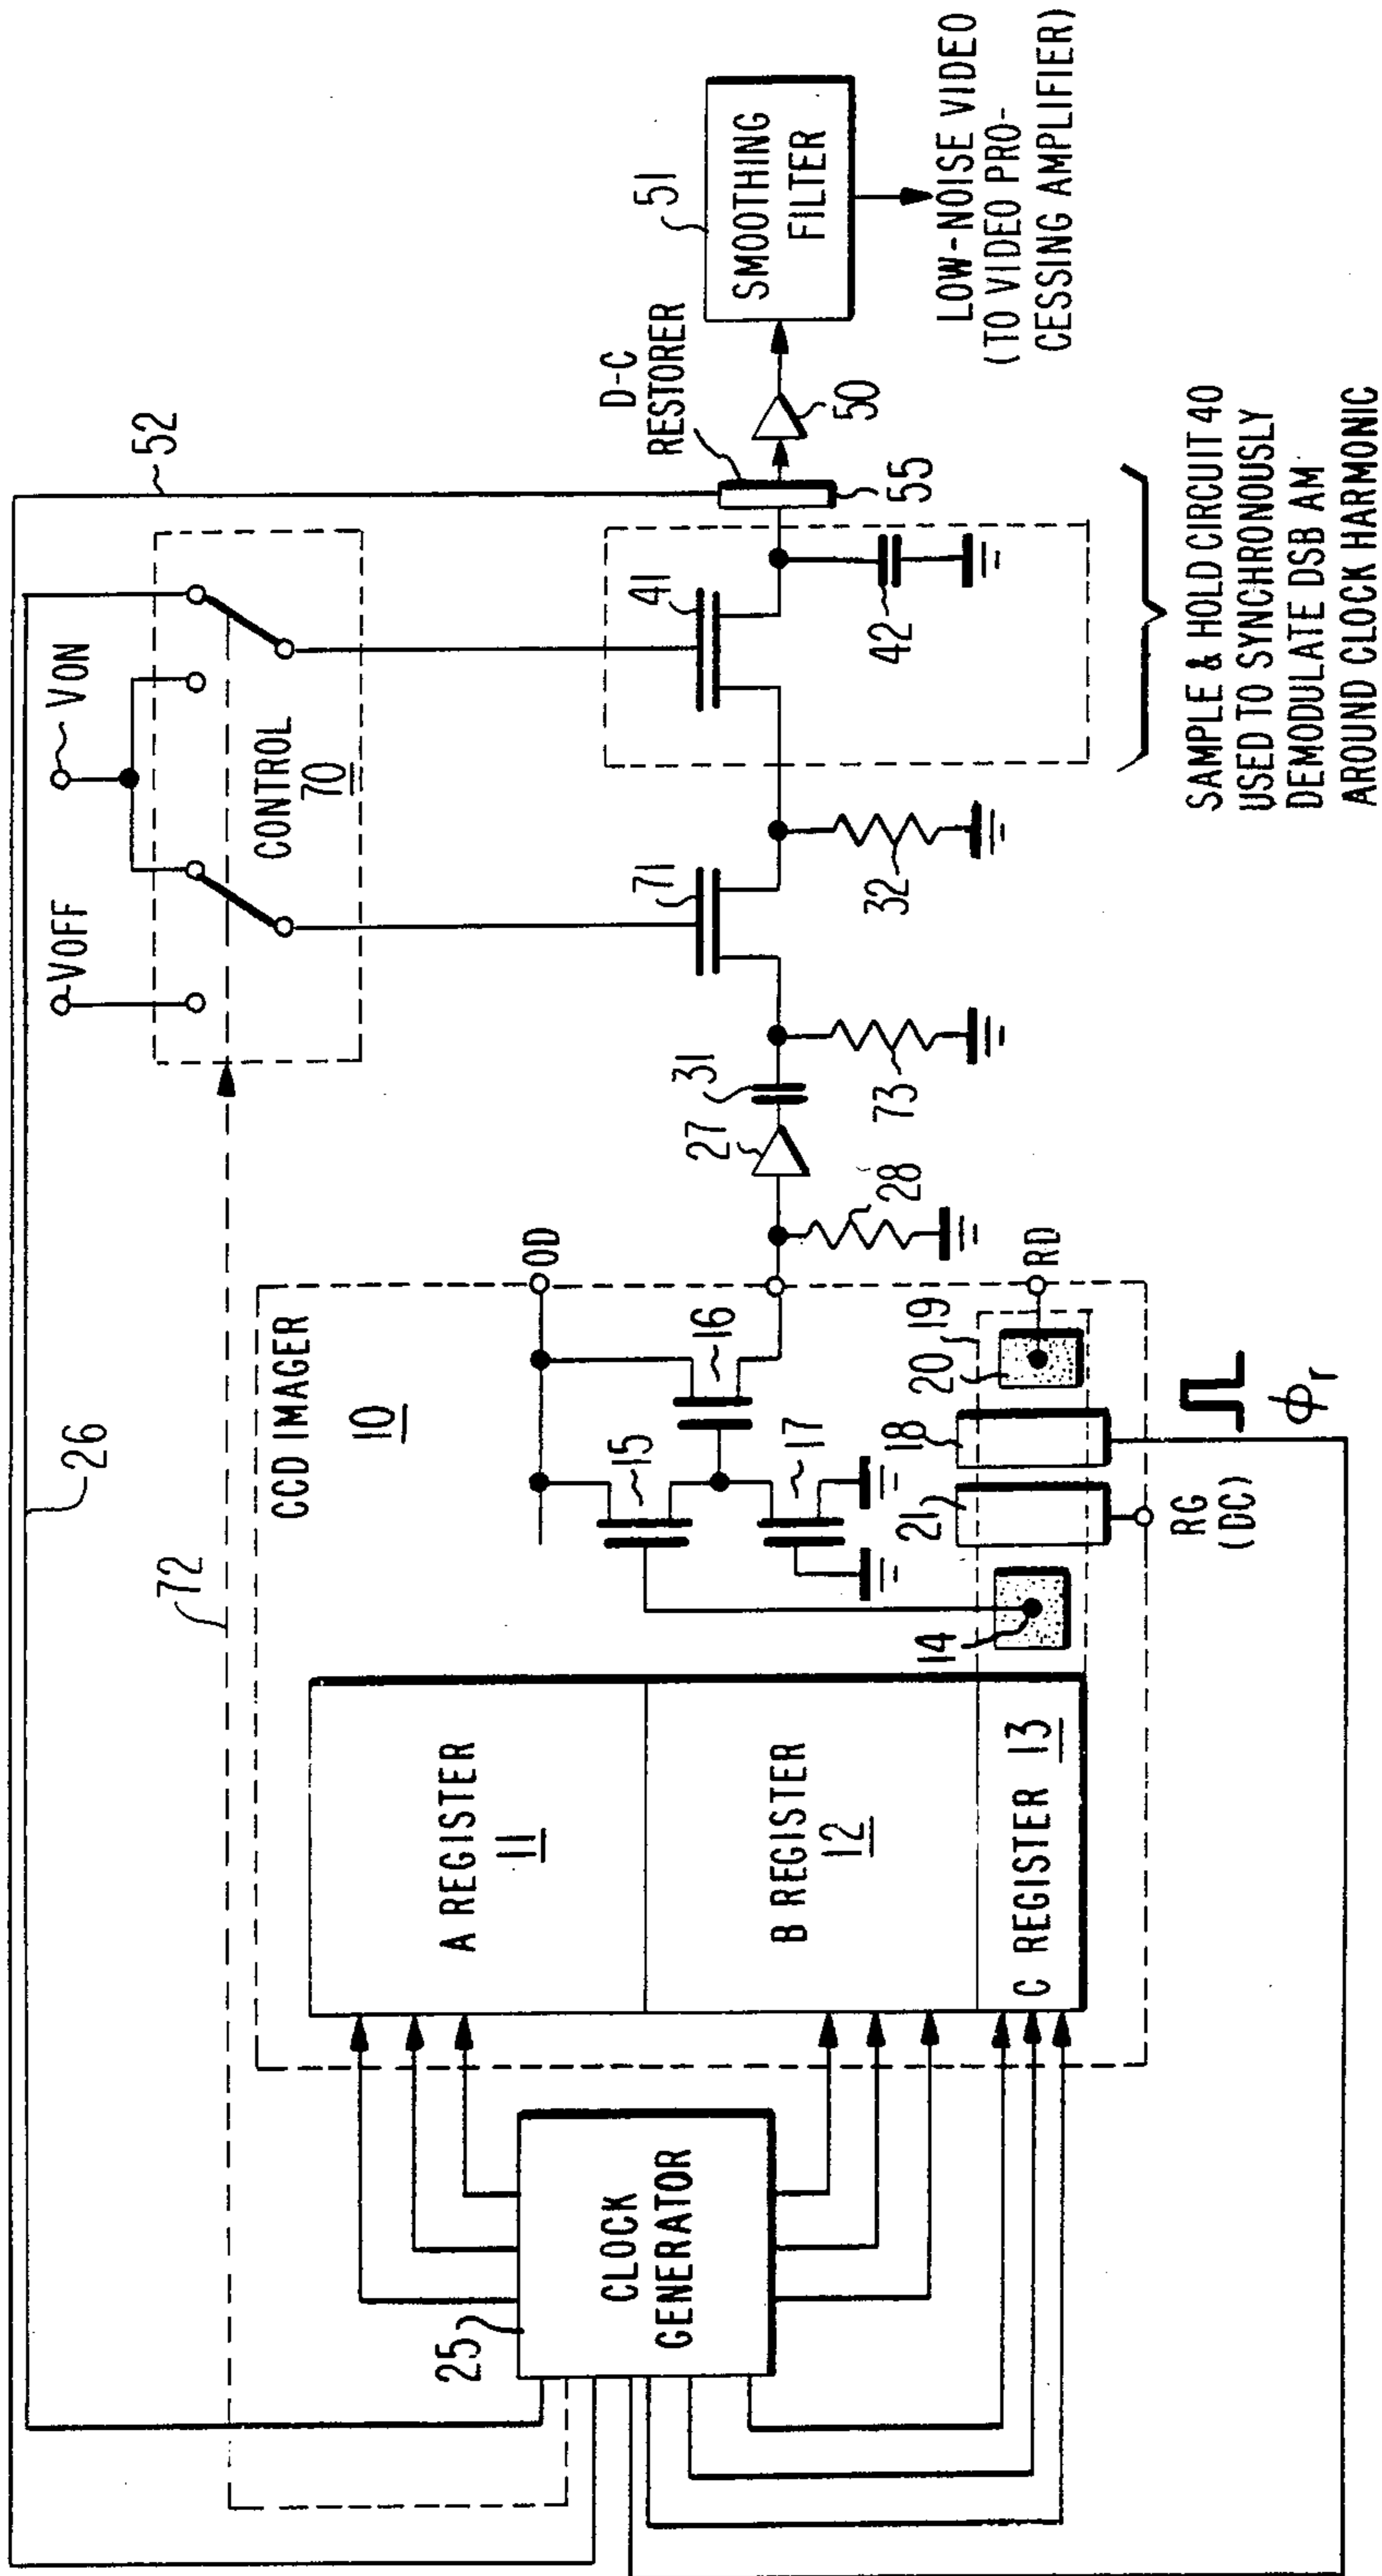 26
52
72
VOFF
VON
CONTROL
70
25
CLOCK
GENERATOR
CCD IMAGER
10
A REGISTER
11
B REGISTER
12
C REGISTER 13
14
15
16
17
18
19
20
21
OD
RD
RG
(DC)
ϕr
27
28
31
73
71
32
41
42
D-C
RESTORER
55
50
51
SMOOTHING
FILTER
LOW-NOISE VIDEO
(TO VIDEO PRO-
CESSING AMPLIFIER)
SAMPLE & HOLD CIRCUIT 40
USED TO SYNCHRONOUSLY
DEMODULATE DSB AM
AROUND CLOCK HARMONIC